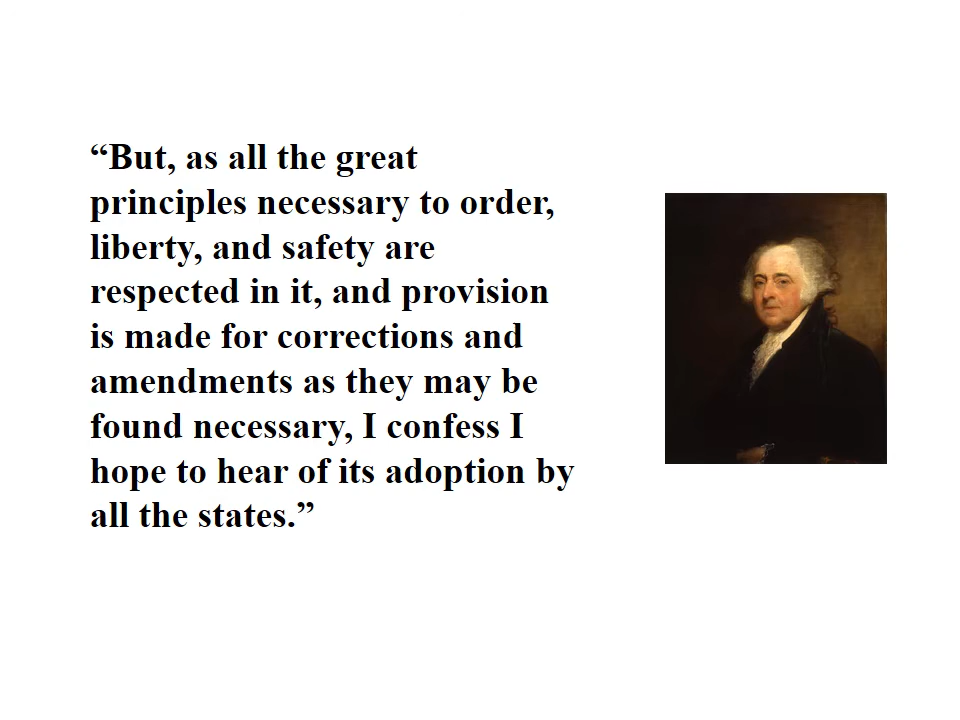 “But, as all the great
principles necessary to order,
liberty, and safety are
respected in it, and provision
is made for corrections and
amendments as they may be
found necessary, I confess I
hope to hear of its adoption by
all the states.”